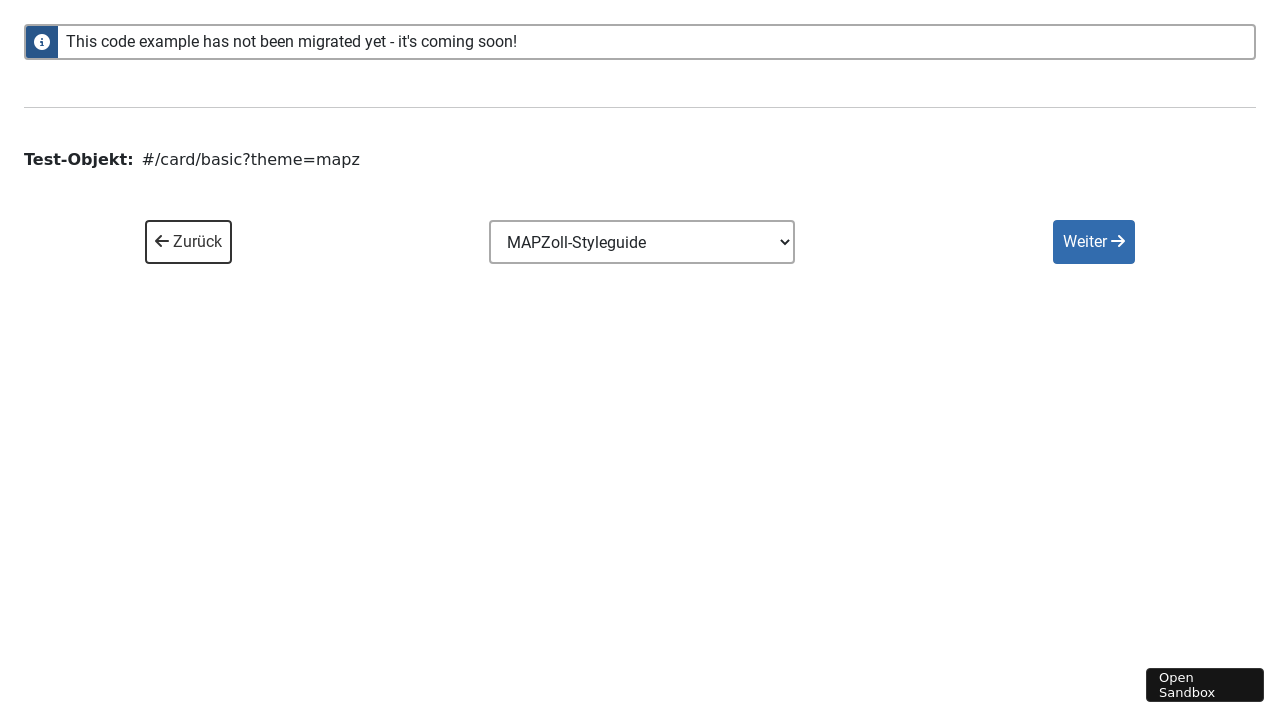 This code example has not been migrated yet - it's coming soon!
Test-Objekt: #/card/basic?theme=mapz
Zurück
MAPZoll-Styleguide
Weiter
Open
Sandbox